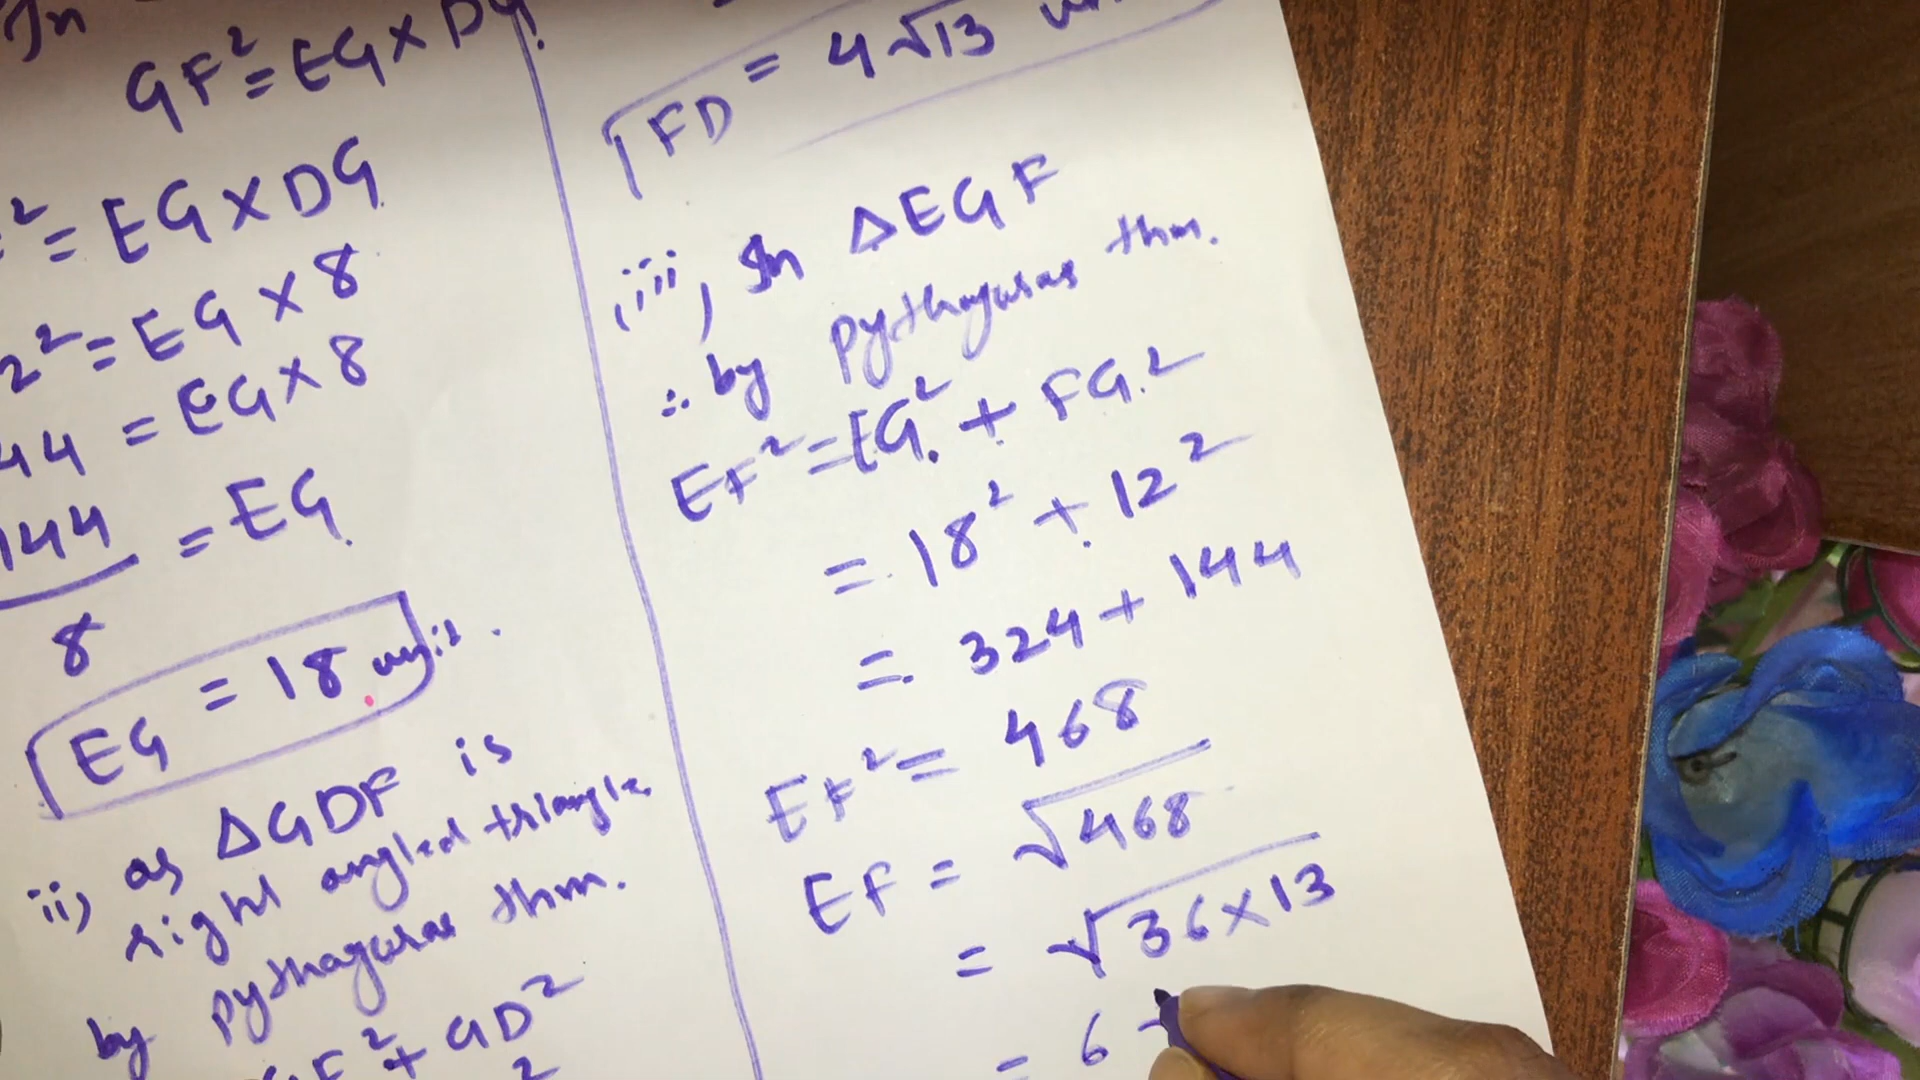 In
GF²=EG×DG
²=EG×DG
2²=EG×8
44=EG×8
144/8=EG
EG=18 units.
ii) as ΔGDF is
right angled triangle
by pythagoras thm.
GF²+GD²
2
FD=4√13
iii) In ΔEGF
∴ by pythagoras thm.
EF²=EG²+FG²
=18²+12²
=324+144
EF²=468
EF=√468
=√36×13
=6